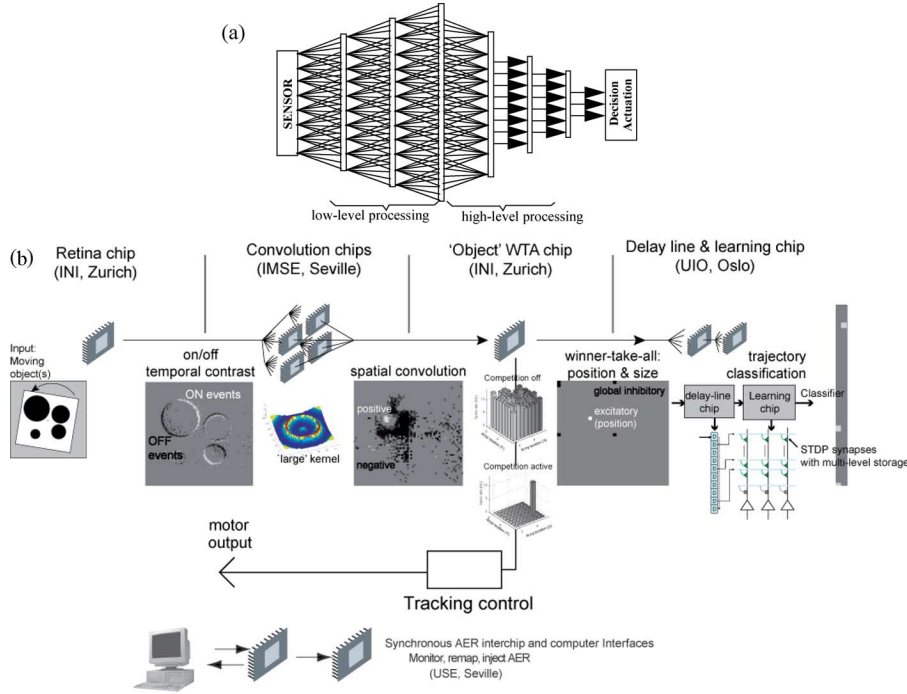 (a)
SENSOR
Decision
Actuation
low-level processing
high-level processing
(b)
Retina chip
(INI, Zurich)
Convolution chips
(IMSE, Seville)
'Object' WTA chip
(INI, Zurich)
Delay line & learning chip
(UIO, Oslo)
Input:
Moving
object(s)
on/off
temporal contrast
ON events
OFF
events
'large' kernel
spatial convolution
positive
negative
Competition off
Competition active
winner-take-all:
position & size
global inhibitory
excitatory
(position)
trajectory
classification
delay-line
chip
Learning
chip
Classifier
STDP synapses
with multi-level storage
motor
output
Tracking control
Synchronous AER interchip and computer Interfaces
Monitor, remap, inject AER
(USE, Seville)